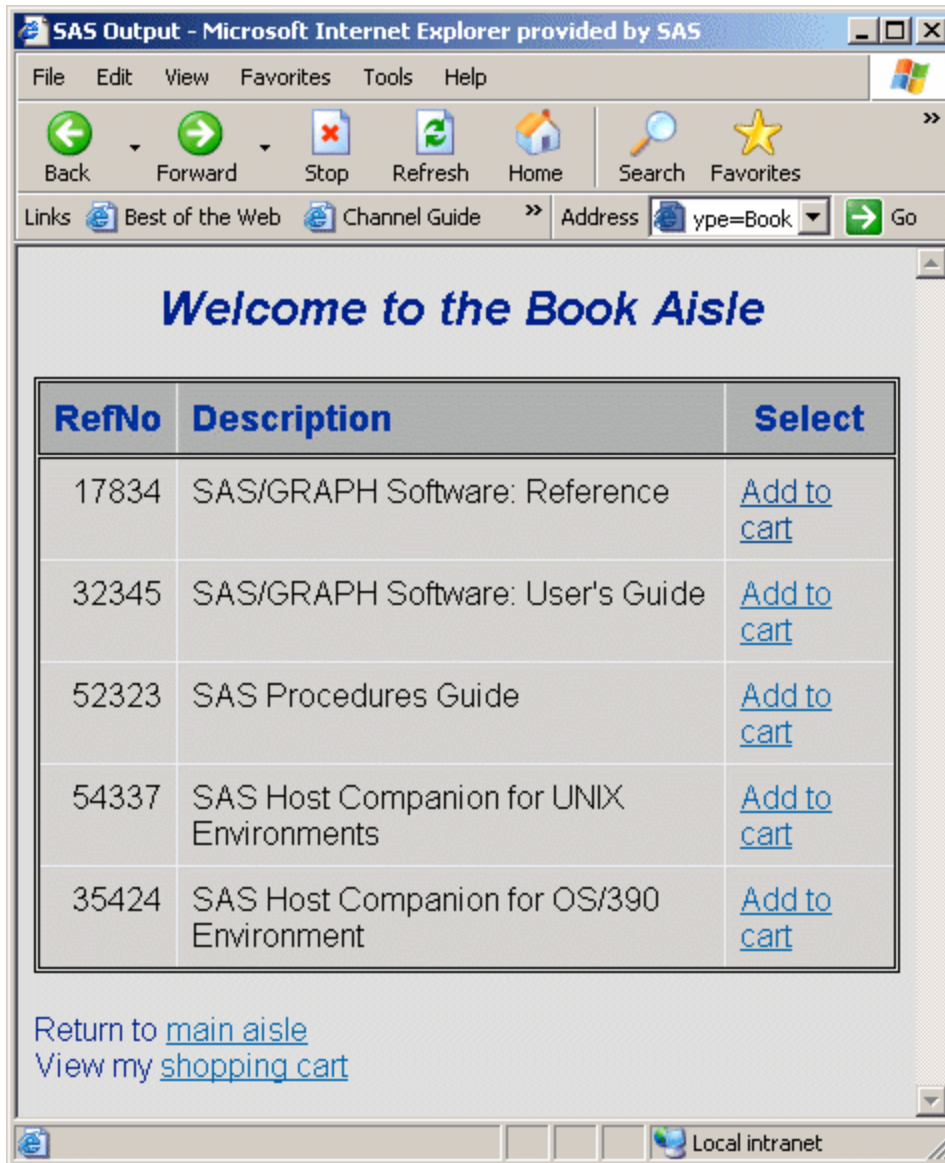 SAS Output - Microsoft Internet Explorer provided by SAS
File Edit View Favorites Tools Help
Back Forward Stop Refresh Home Search Favorites »
Links Best of the Web Channel Guide » Address ype=Book Go
Welcome to the Book Aisle
RefNo Description Select
17834 SAS/GRAPH Software: Reference Add to
cart
32345 SAS/GRAPH Software: User's Guide Add to
cart
52323 SAS Procedures Guide Add to
cart
54337 SAS Host Companion for UNIX Add to
Environments cart
35424 SAS Host Companion for OS/390 Add to
Environment cart
Return to main aisle
View my shopping cart
Local intranet